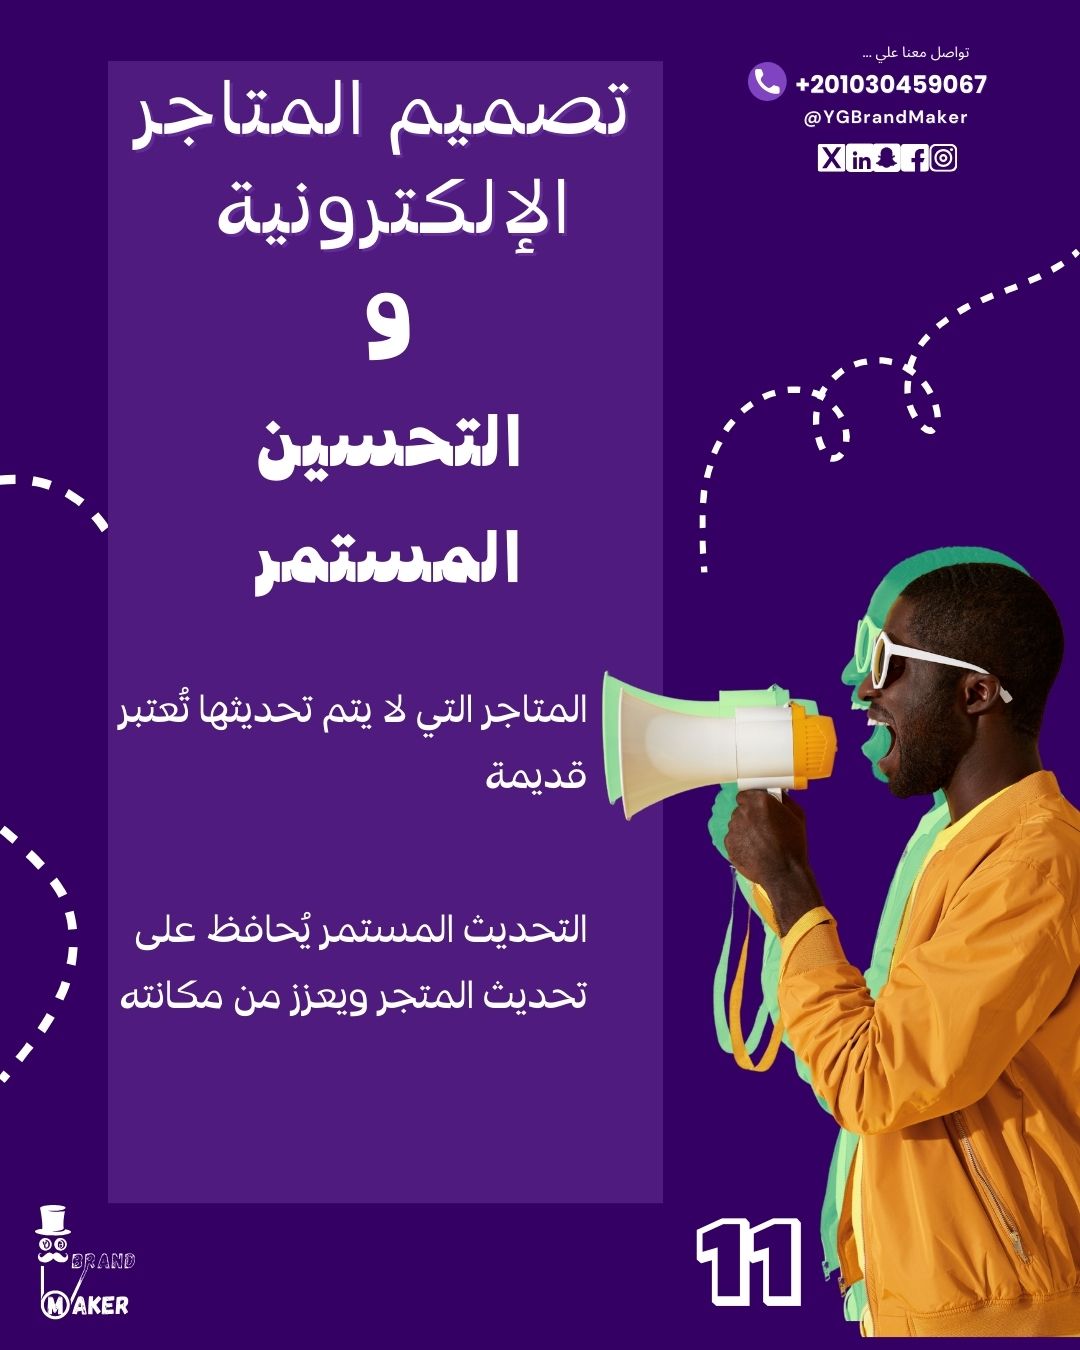 تواصل معنا علي ...
+201030459067
@YGBrandMaker
تصميم المتاجر
الإلكترونية
و
التحسين
المستمر
المتاجر التي لا يتم تحديثها تُعتبر
قديمة
التحديث المستمر يُحافظ على
تحديث المتجر ويعزز من مكانته
11
Y G
BRAND
MAKER